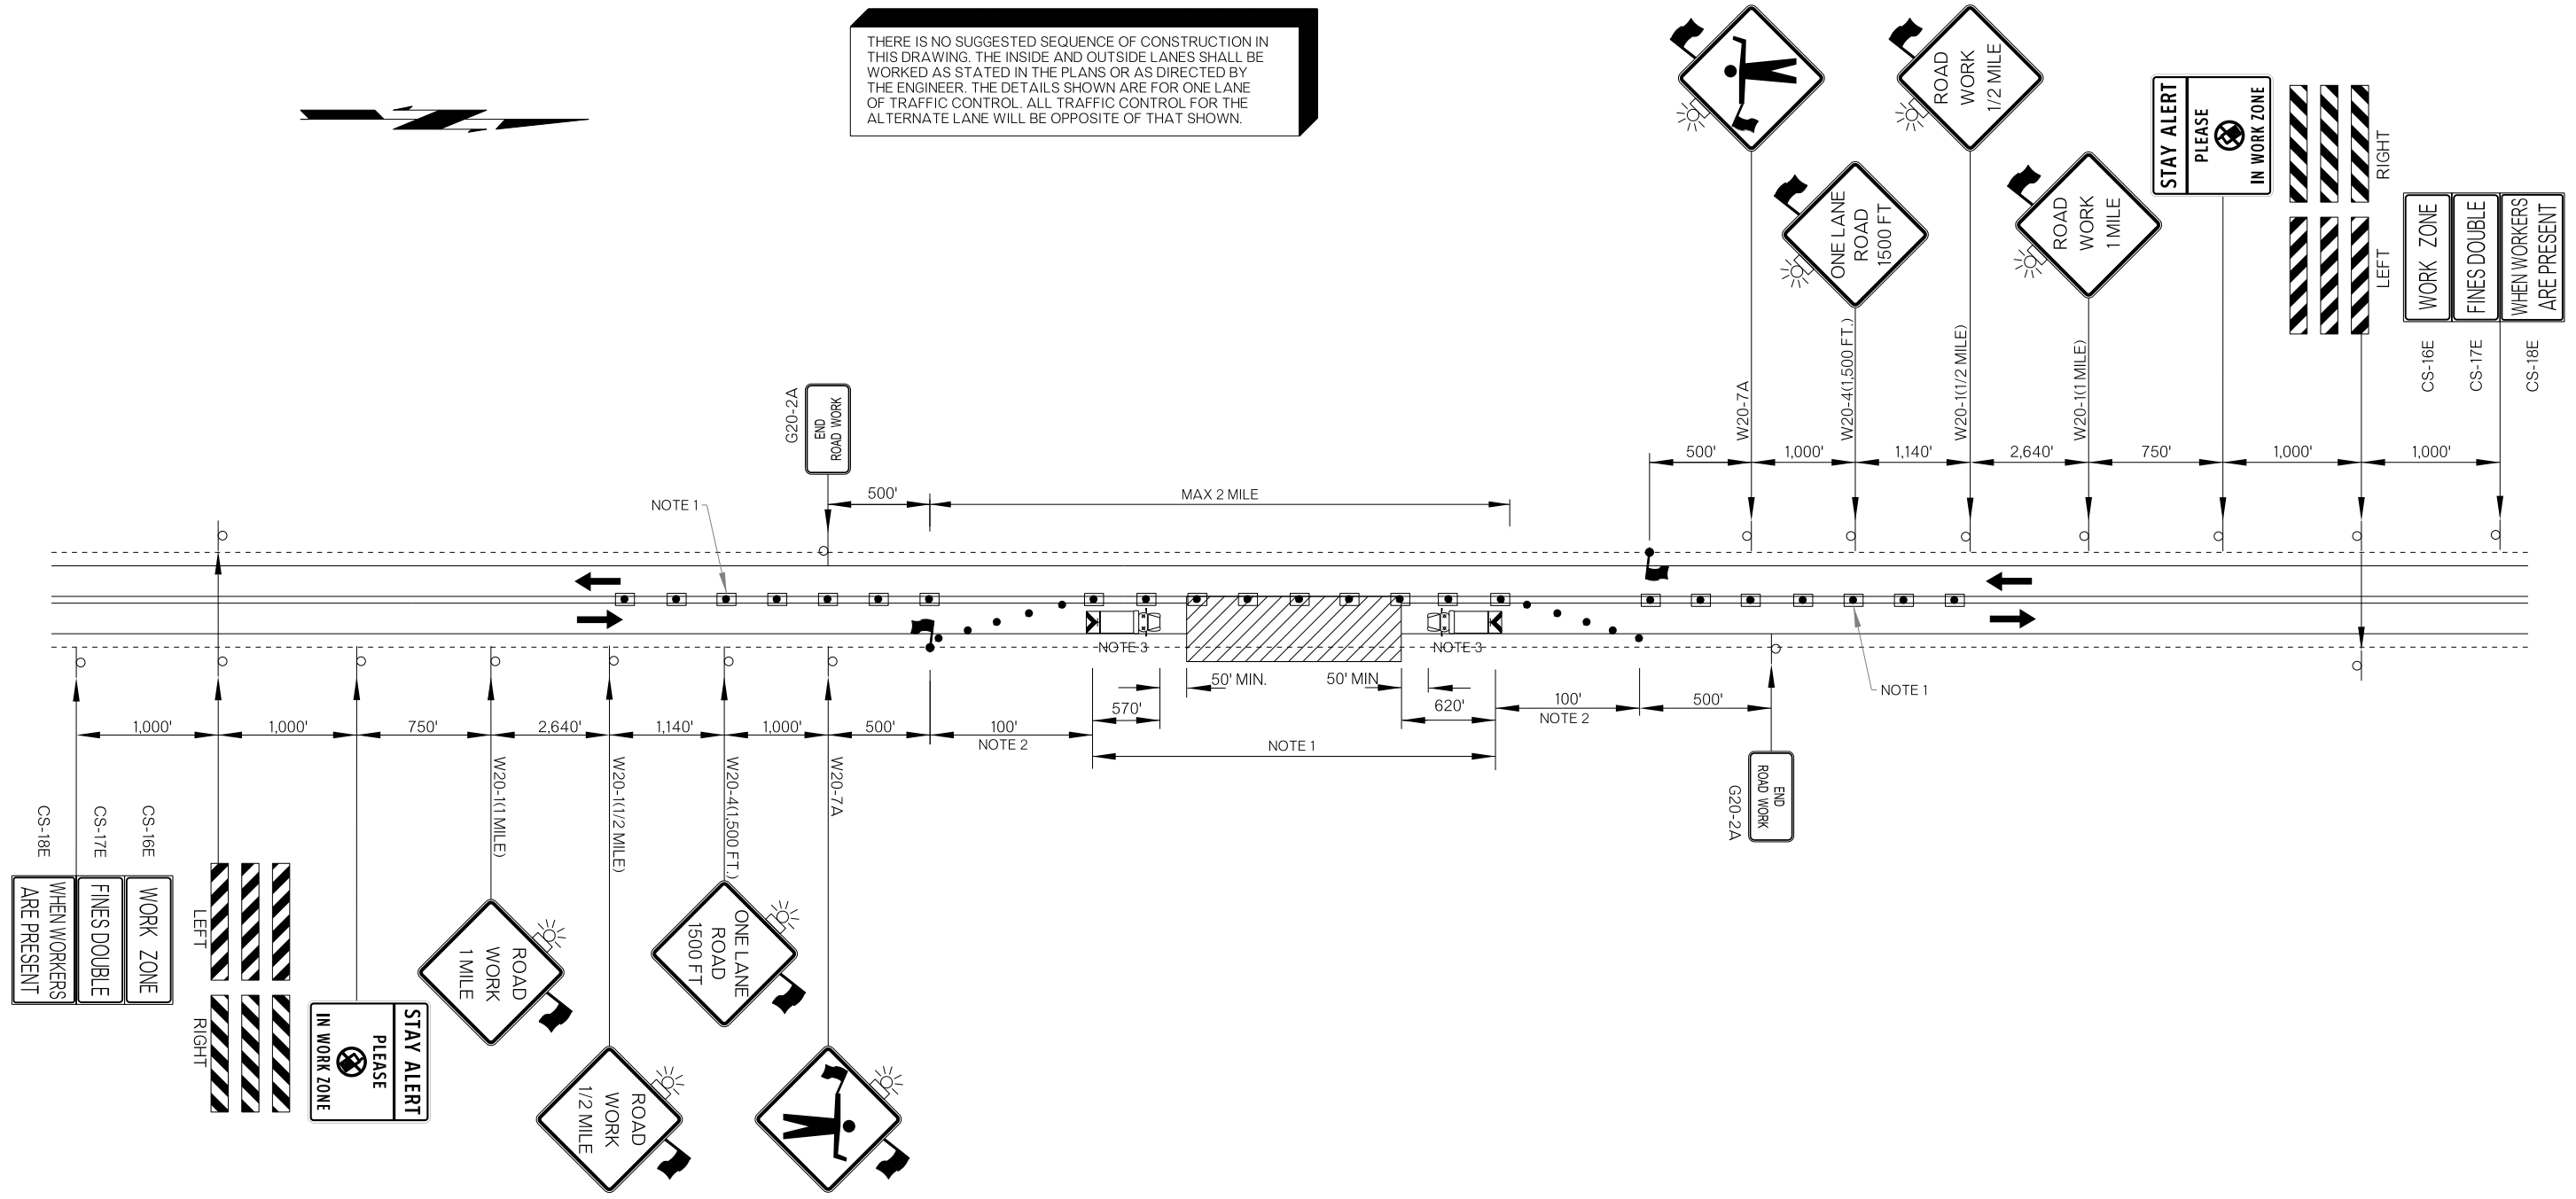 THERE IS NO SUGGESTED SEQUENCE OF CONSTRUCTION IN
THIS DRAWING. THE INSIDE AND OUTSIDE LANES SHALL BE
WORKED AS STATED IN THE PLANS OR AS DIRECTED BY
THE ENGINEER. THE DETAILS SHOWN ARE FOR ONE LANE
OF TRAFFIC CONTROL. ALL TRAFFIC CONTROL FOR THE
ALTERNATE LANE WILL BE OPPOSITE OF THAT SHOWN.
ROAD
WORK
1/2 MILE
ONE LANE
ROAD
1500 FT
ROAD
WORK
1 MILE
STAY ALERT
PLEASE
IN WORK ZONE
RIGHT
LEFT
WORK ZONE
FINES DOUBLE
WHEN WORKERS
ARE PRESENT
CS-16E
CS-17E
CS-18E
W20-7A
W20-4(1,500 FT.)
W20-1(1/2 MILE)
W20-1(1 MILE)
500'
1,000'
1,140'
2,640'
750'
1,000'
1,000'
G20-2A
END
ROAD WORK
NOTE 1
500'
MAX 2 MILE
NOTE 3
NOTE 3
50' MIN.
50' MIN
NOTE 1
570'
620'
100'
NOTE 2
500'
1,000'
1,000'
750'
2,640'
1,140'
1,000'
500'
100'
NOTE 2
NOTE 1
END
ROAD WORK
G20-2A
W20-1(1 MILE)
W20-1(1/2 MILE)
W20-4(1,500 FT.)
W20-7A
CS-18E
CS-17E
CS-16E
WORK ZONE
FINES DOUBLE
WHEN WORKERS
ARE PRESENT
LEFT
RIGHT
STAY ALERT
PLEASE
IN WORK ZONE
ROAD
WORK
1 MILE
ROAD
WORK
1/2 MILE
ONE LANE
ROAD
1500 FT